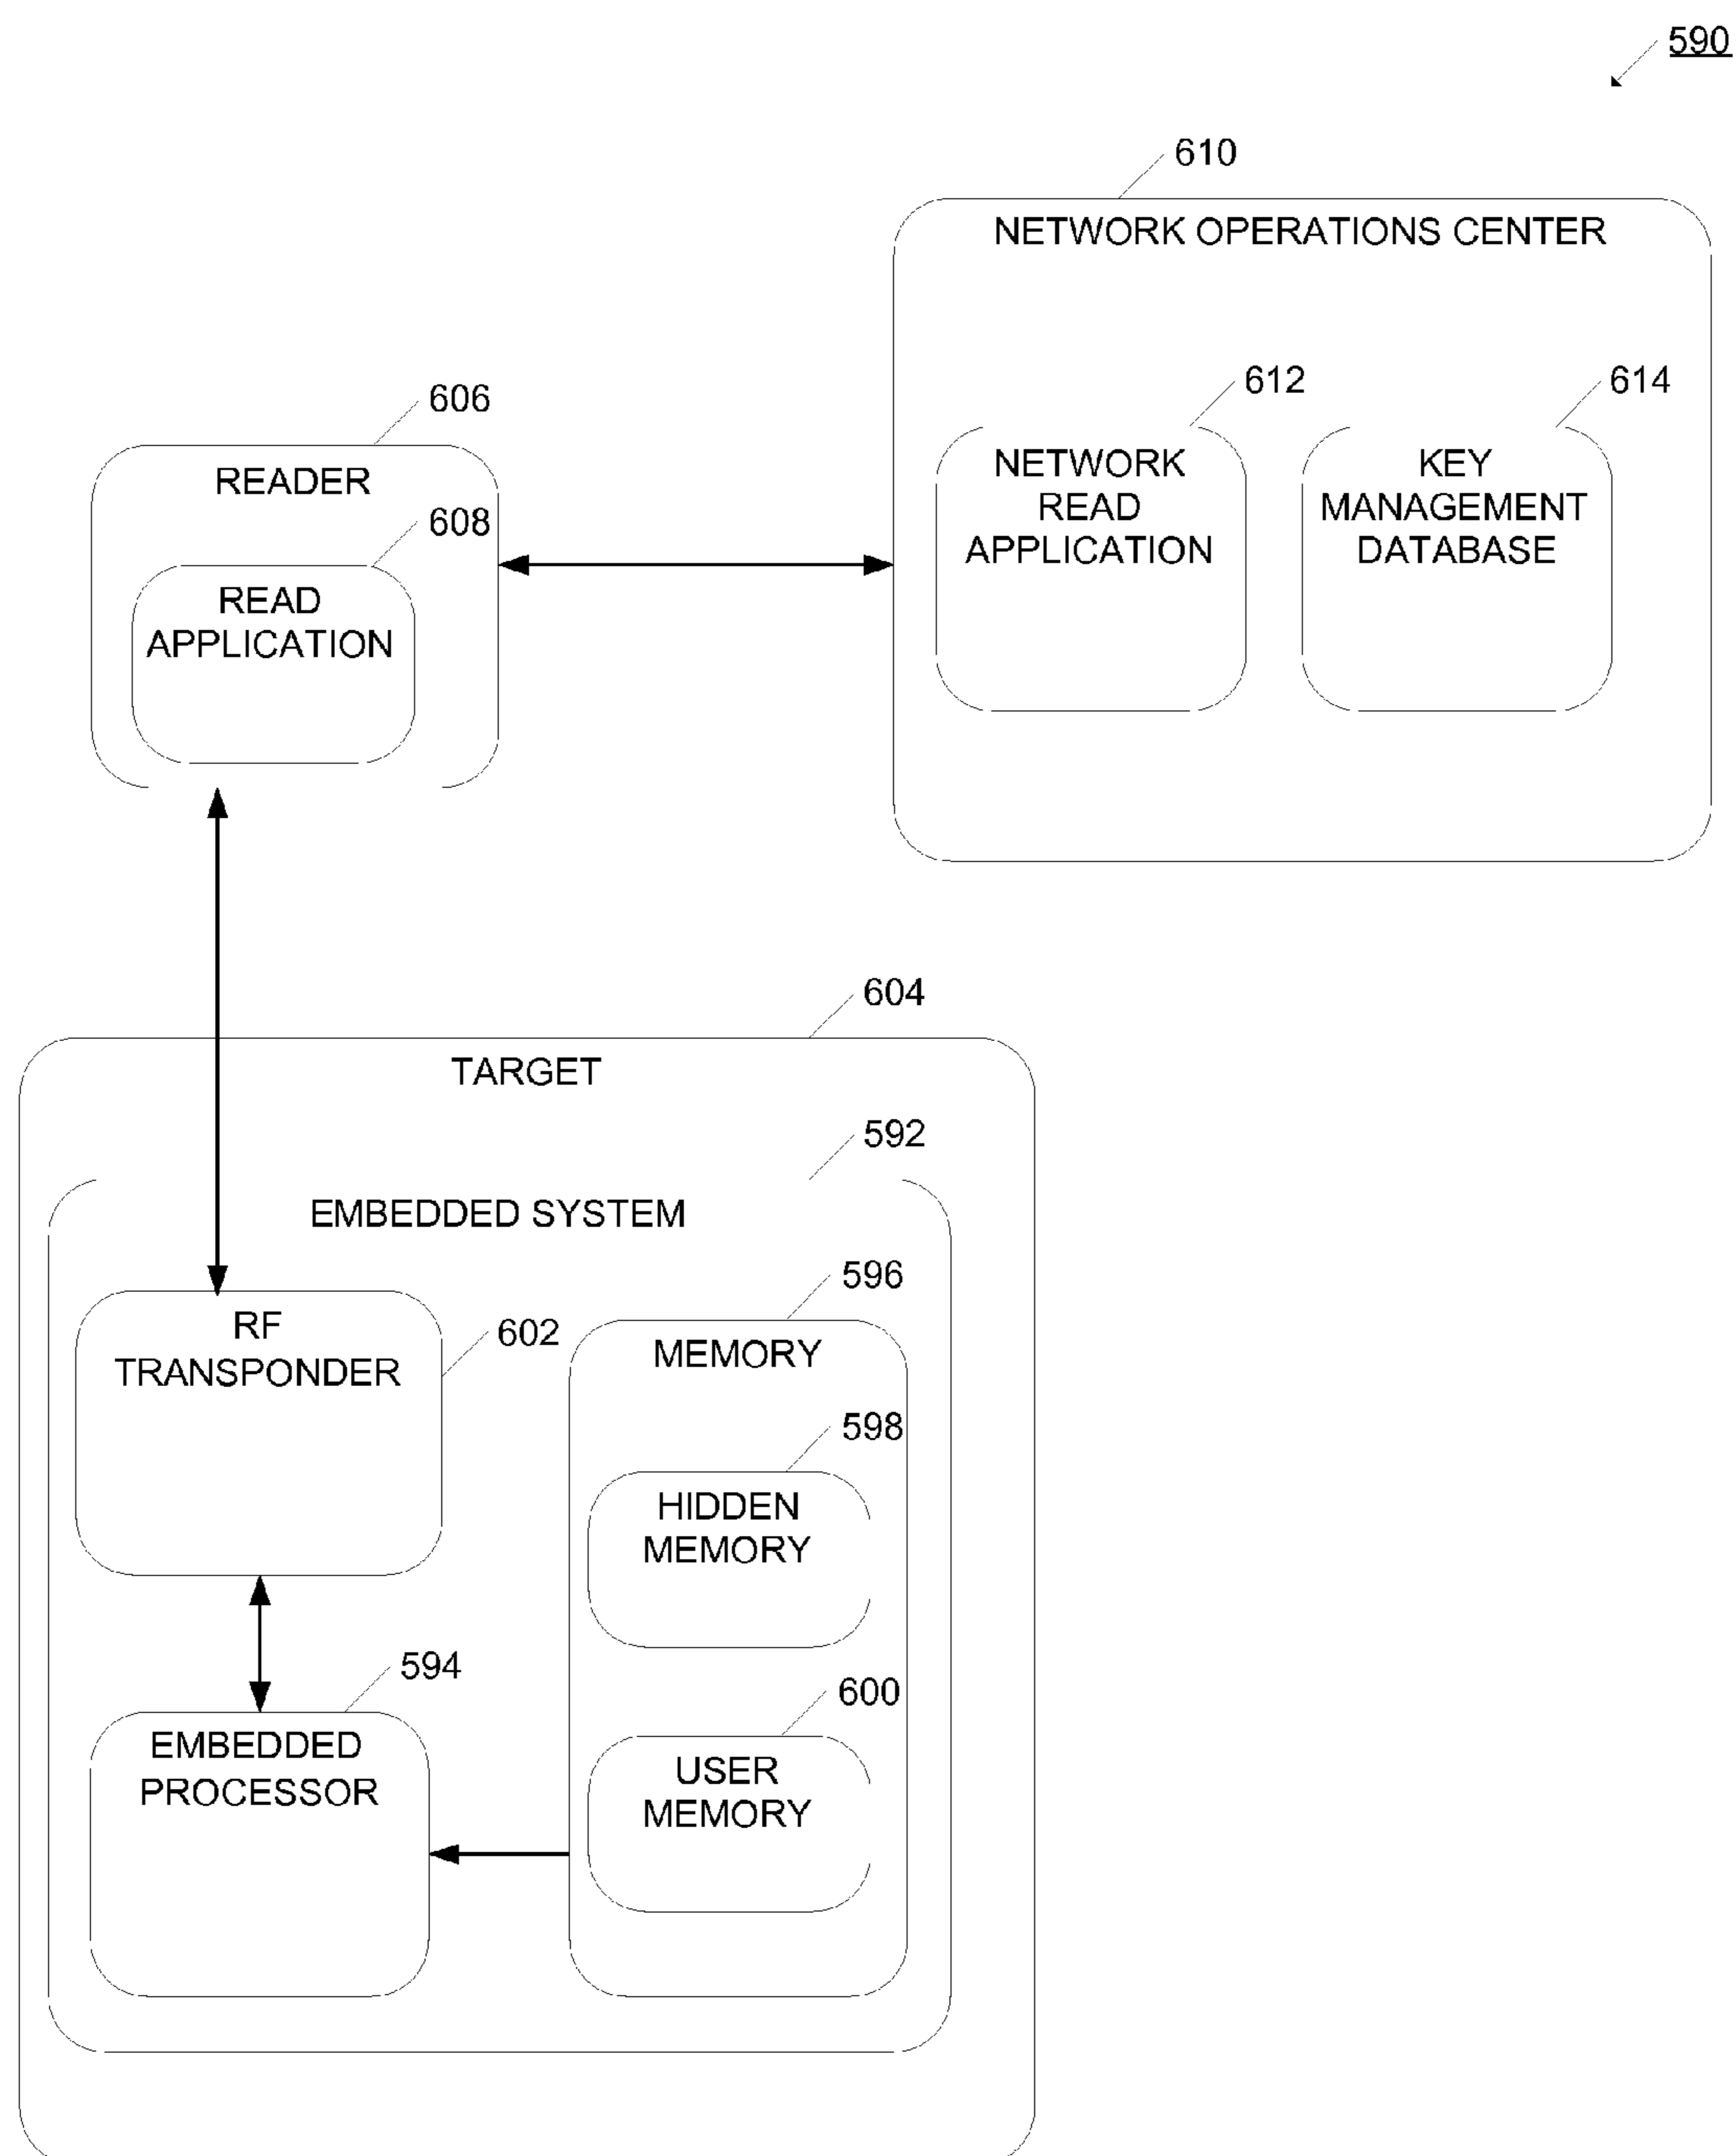 590
610
NETWORK OPERATIONS CENTER
612
614
NETWORK
READ
APPLICATION
KEY
MANAGEMENT
DATABASE
606
READER
608
READ
APPLICATION
604
TARGET
592
EMBEDDED SYSTEM
RF
TRANSPONDER
602
596
MEMORY
598
HIDDEN
MEMORY
594
EMBEDDED
PROCESSOR
600
USER
MEMORY